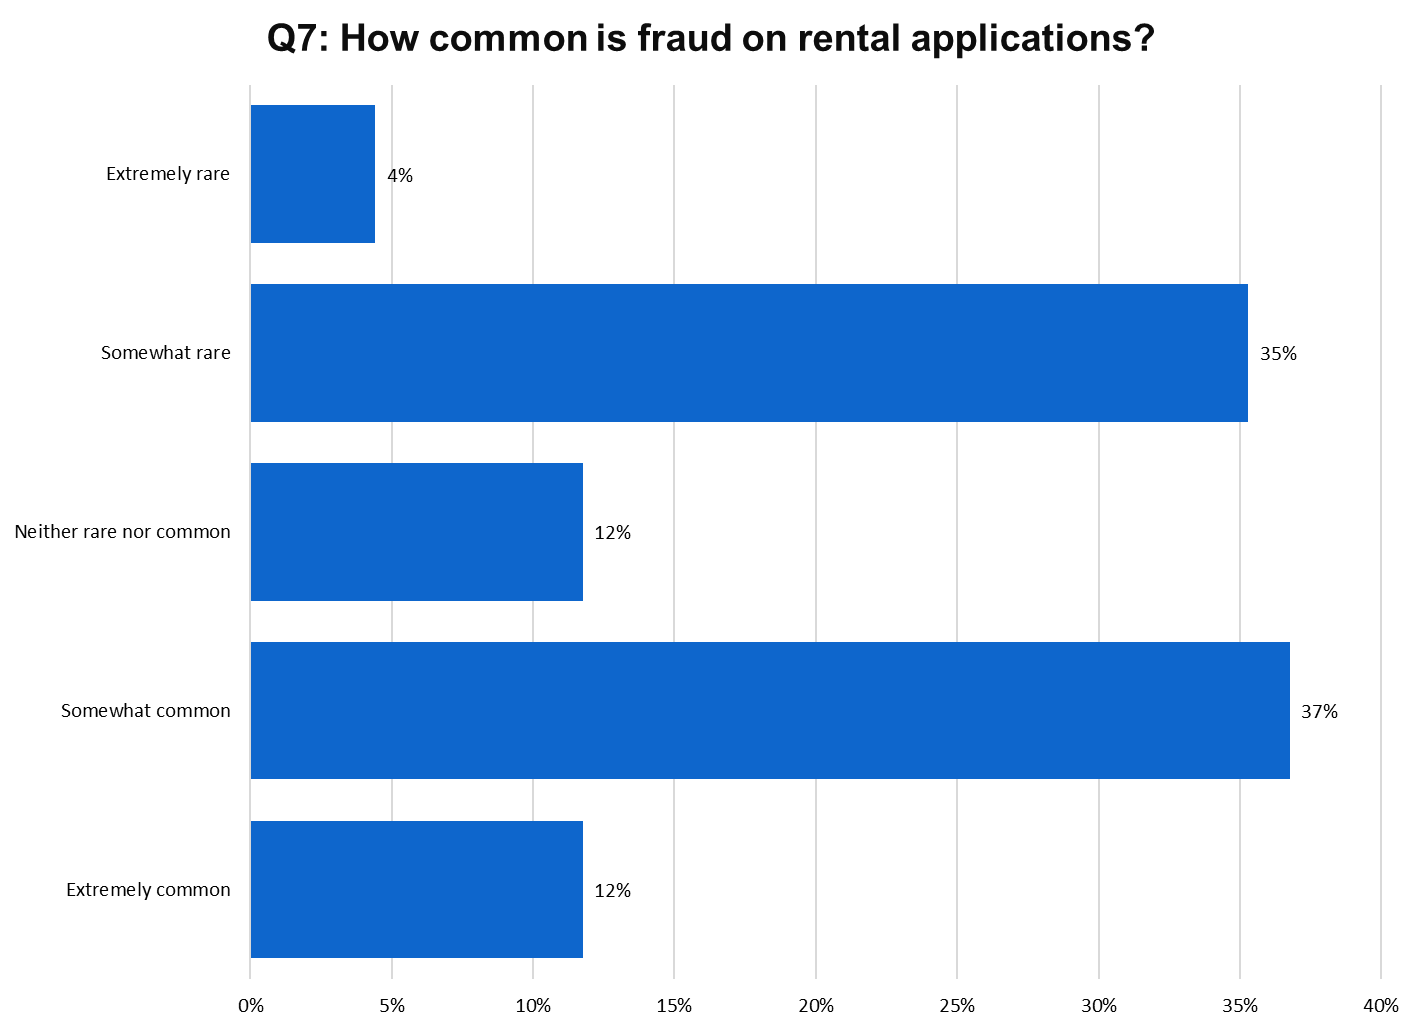 Q7: How common is fraud on rental applications?
Extremely rare
4%
Somewhat rare
35%
Neither rare nor common
12%
Somewhat common
37%
Extremely common
12%
0% 5% 10% 15% 20% 25% 30% 35% 40%